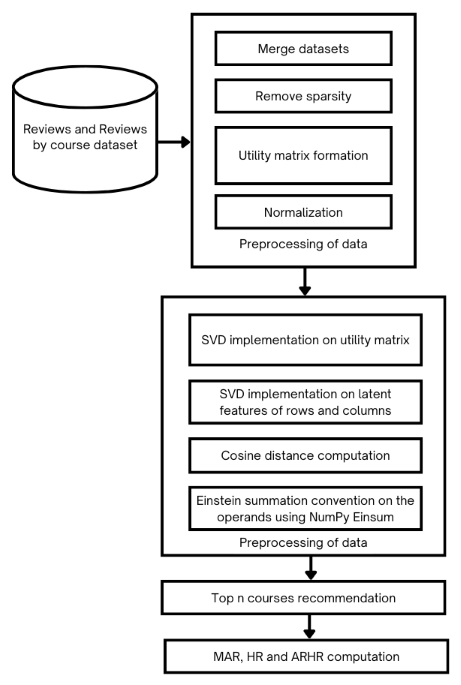 Merge datasets
Remove sparsity
Reviews and Reviews
by course dataset
Utility matrix formation
Normalization
Preprocessing of data
SVD implementation on utility matrix
SVD implementation on latent
features of rows and columns
Cosine distance computation
Einstein summation convention on the
operands using NumPy Einsum
Preprocessing of data
Top n courses recommendation
MAR, HR and ARHR computation